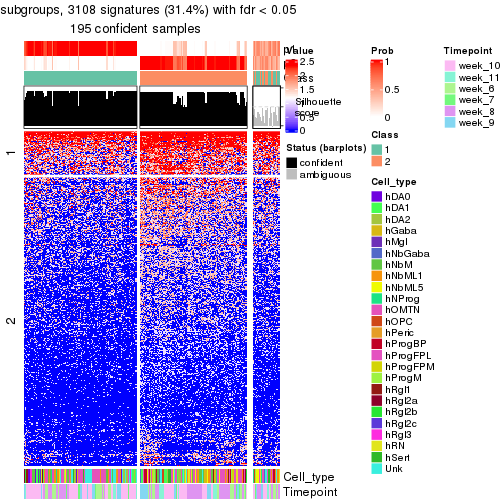 subgroups, 3108 signatures (31.4%) with fdr < 0.05
195 confident samples
1
2
Value
2.5
2
1.5
1
0.5
0
Silhouette
score
Status (barplots)
confident
ambiguous
Prob
1
0.5
0
Class
1
2
Cell_type
hDA0
hDA1
hDA2
hGaba
hMgl
hNbGaba
hNbM
hNbML1
hNbML5
hNProg
hOMTN
hOPC
hPeric
hProgBP
hProgFPL
hProgFPM
hProgM
hRgl1
hRgl2a
hRgl2b
hRgl2c
hRgl3
hRN
hSert
Unk
Timepoint
week_10
week_11
week_6
week_7
week_8
week_9
Cell_type
Timepoint